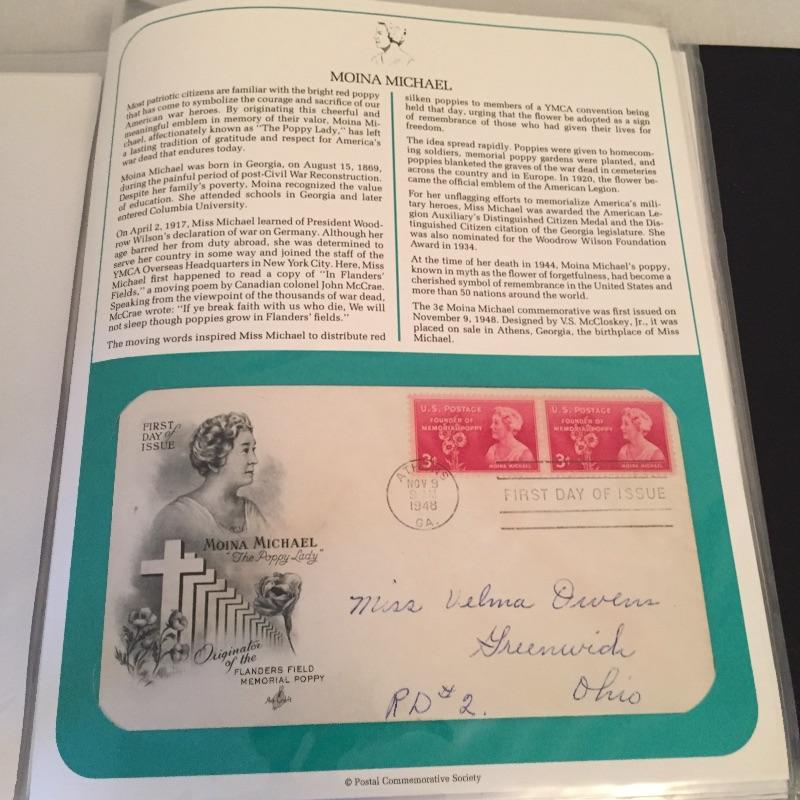 MOINA MICHAEL
Most patriotic citizens are familiar with the bright red poppy
that has come to symbolize the courage and sacrifice of our
American war heroes. By originating this cheerful and
meaningful emblem in memory of their valor, Moina Mi-
chael, affectionately known as "The Poppy Lady," has left
a lasting tradition of gratitude and respect for America's
war dead that endures today.
Moina Michael was born in Georgia, on August 15, 1869,
during the painful period of post-Civil War Reconstruction.
Despite her family's poverty, Moina recognized the value
of education. She attended schools in Georgia and later
entered Columbia University.
On April 2, 1917, Miss Michael learned of President Wood-
row Wilson's declaration of war on Germany. Although her
age barred her from duty abroad, she was determined to
serve her country in some way and joined the staff of the
YMCA Overseas Headquarters in New York City. Here, Miss
Michael first happened to read a copy of "In Flanders'
Fields," a moving poem by Canadian colonel John McCrae.
Speaking from the viewpoint of the thousands of war dead,
McCrae wrote: "If ye break faith with us who die, We will
not sleep though poppies grow in Flanders' fields."
The moving words inspired Miss Michael to distribute red
silken poppies to members of a YMCA convention being
held that day, urging that the flower be adopted as a sign
of remembrance of those who had given their lives for
freedom.
The idea spread rapidly. Poppies were given to homecom-
ing soldiers, memorial poppy gardens were planted, and
poppies blanketed the graves of the war dead in cemeteries
across the country and in Europe. In 1920, the flower be-
came the official emblem of the American Legion.
For her unflagging efforts to memorialize America's mili-
tary heroes, Miss Michael was awarded the American Le-
gion Auxiliary's Distinguished Citizen Medal and the Dis-
tinguished Citizen citation of the Georgia legislature. She
was also nominated for the Woodrow Wilson Foundation
Award in 1934.
At the time of her death in 1944, Moina Michael's poppy,
known in myth as the flower of forgetfulness, had become a
cherished symbol of remembrance in the United States and
more than 50 nations around the world.
The 3¢ Moina Michael commemorative was first issued on
November 9, 1948. Designed by V.S. McCloskey, Jr., it was
placed on sale in Athens, Georgia, the birthplace of Miss
Michael.
FIRST
DAY of
ISSUE
MOINA MICHAEL
"The Poppy Lady"
Originator
of the
FLANDERS FIELD
MEMORIAL POPPY
Art Craft
U.S. POSTAGE
FOUNDER OF
MEMORIAL POPPY
3¢
MOINA MICHAEL
U.S. POSTAGE
FOUNDER OF
MEMORIAL POPPY
3¢
MOINA MICHAEL
ATHENS
NOV 9
9 AM
1948
GA.
FIRST DAY OF ISSUE
Miss Velma Owens
Greenwich
Ohio
RD # 2.
© Postal Commemorative Society